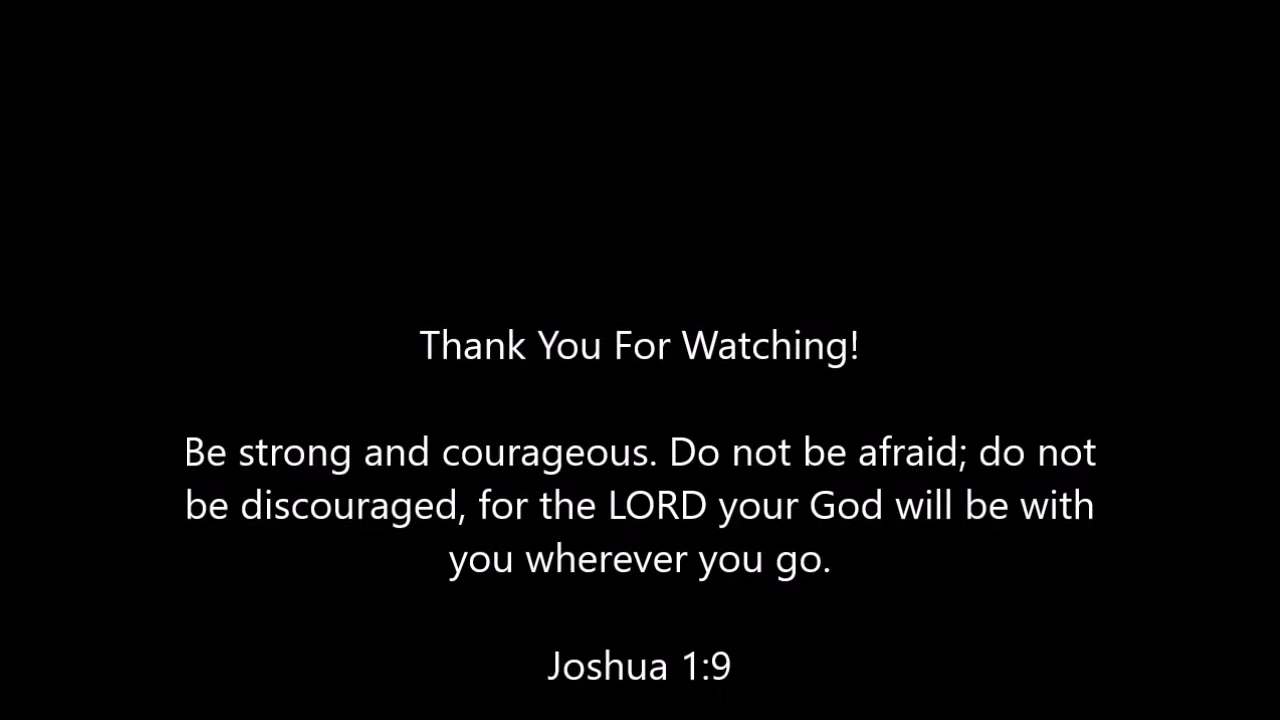 Thank You For Watching!
Be strong and courageous. Do not be afraid; do not
be discouraged, for the LORD your God will be with
you wherever you go.
Joshua 1:9